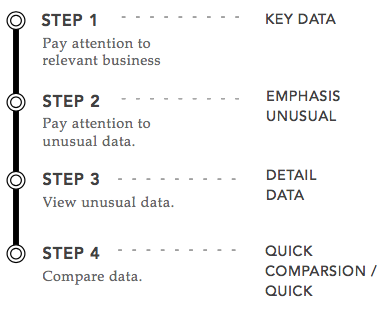 STEP 1 KEY DATA
Pay attention to
relevant business
STEP 2 EMPHASIS
UNUSUAL
Pay attention to
unusual data.
STEP 3 DETAIL
DATA
View unusual data.
STEP 4 QUICK
COMPARSION /
QUICK
Compare data.